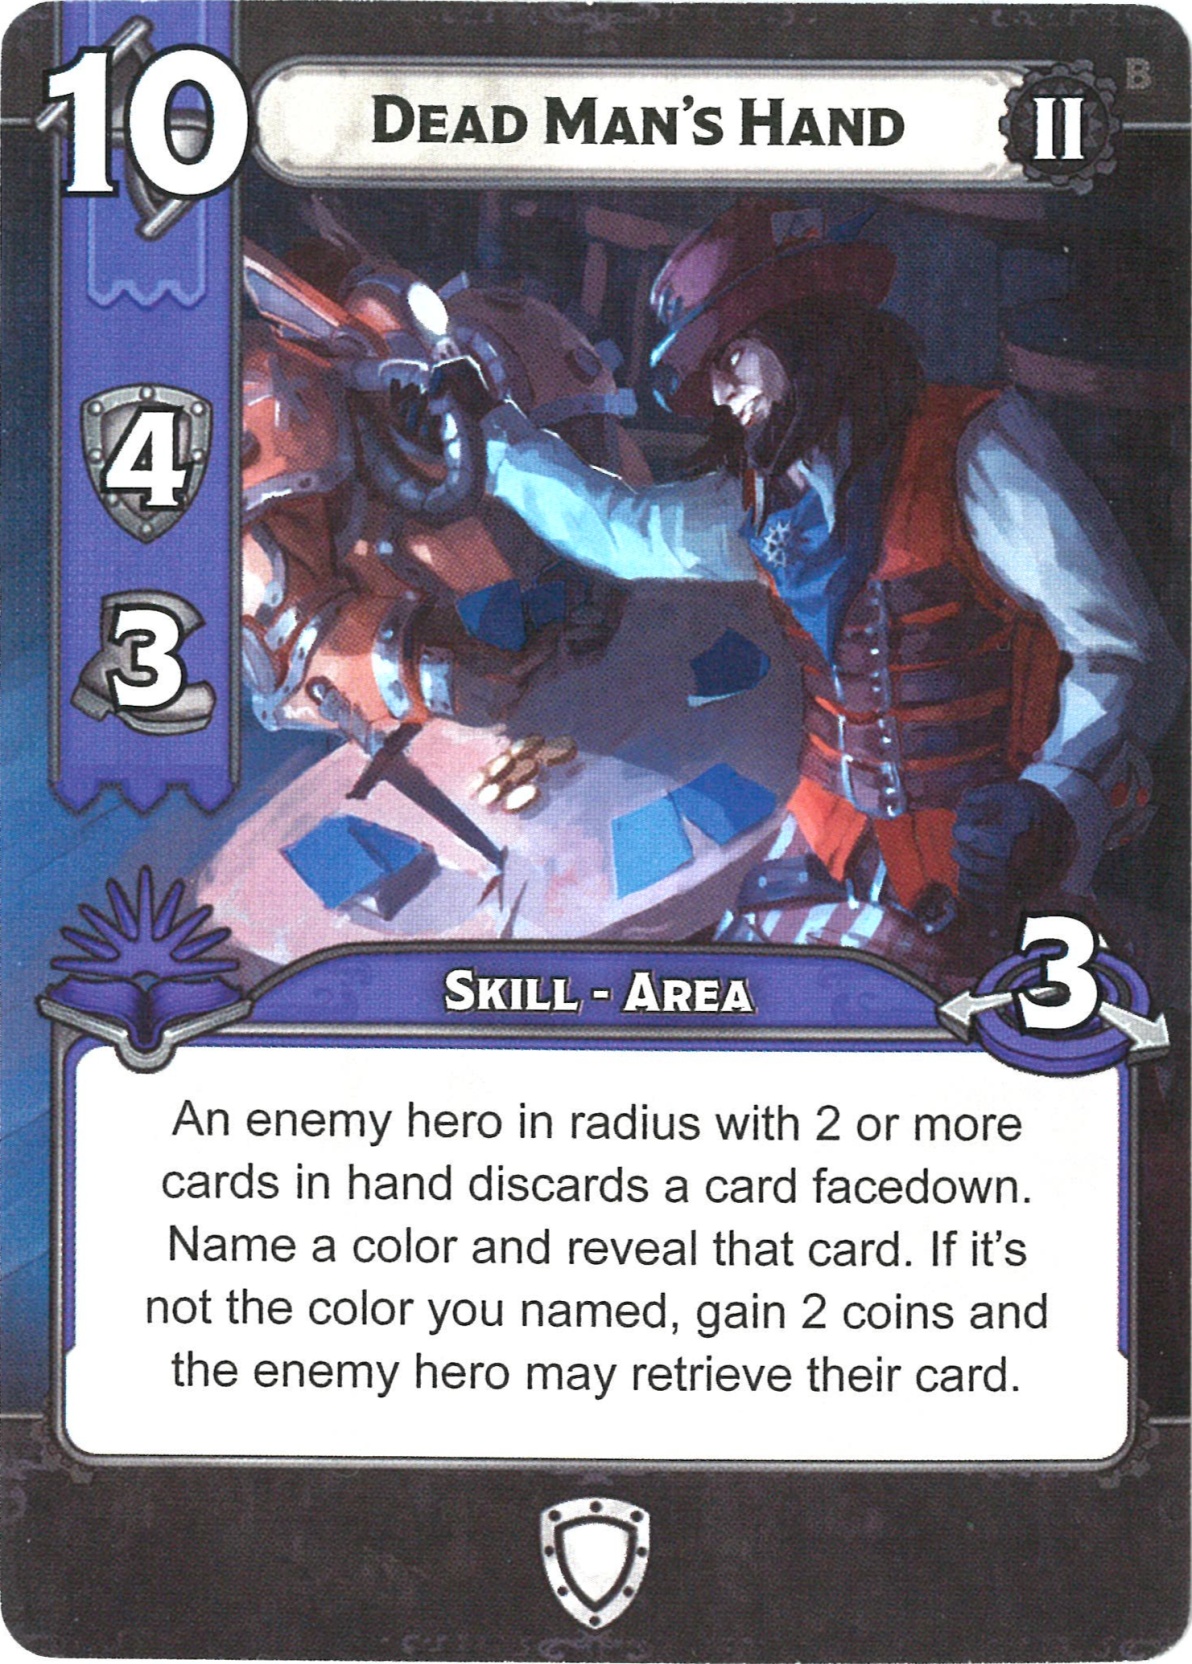 10
DEAD MAN'S HAND
II
B
4
3
SKILL - AREA
3
An enemy hero in radius with 2 or more
cards in hand discards a card facedown.
Name a color and reveal that card. If it's
not the color you named, gain 2 coins and
the enemy hero may retrieve their card.